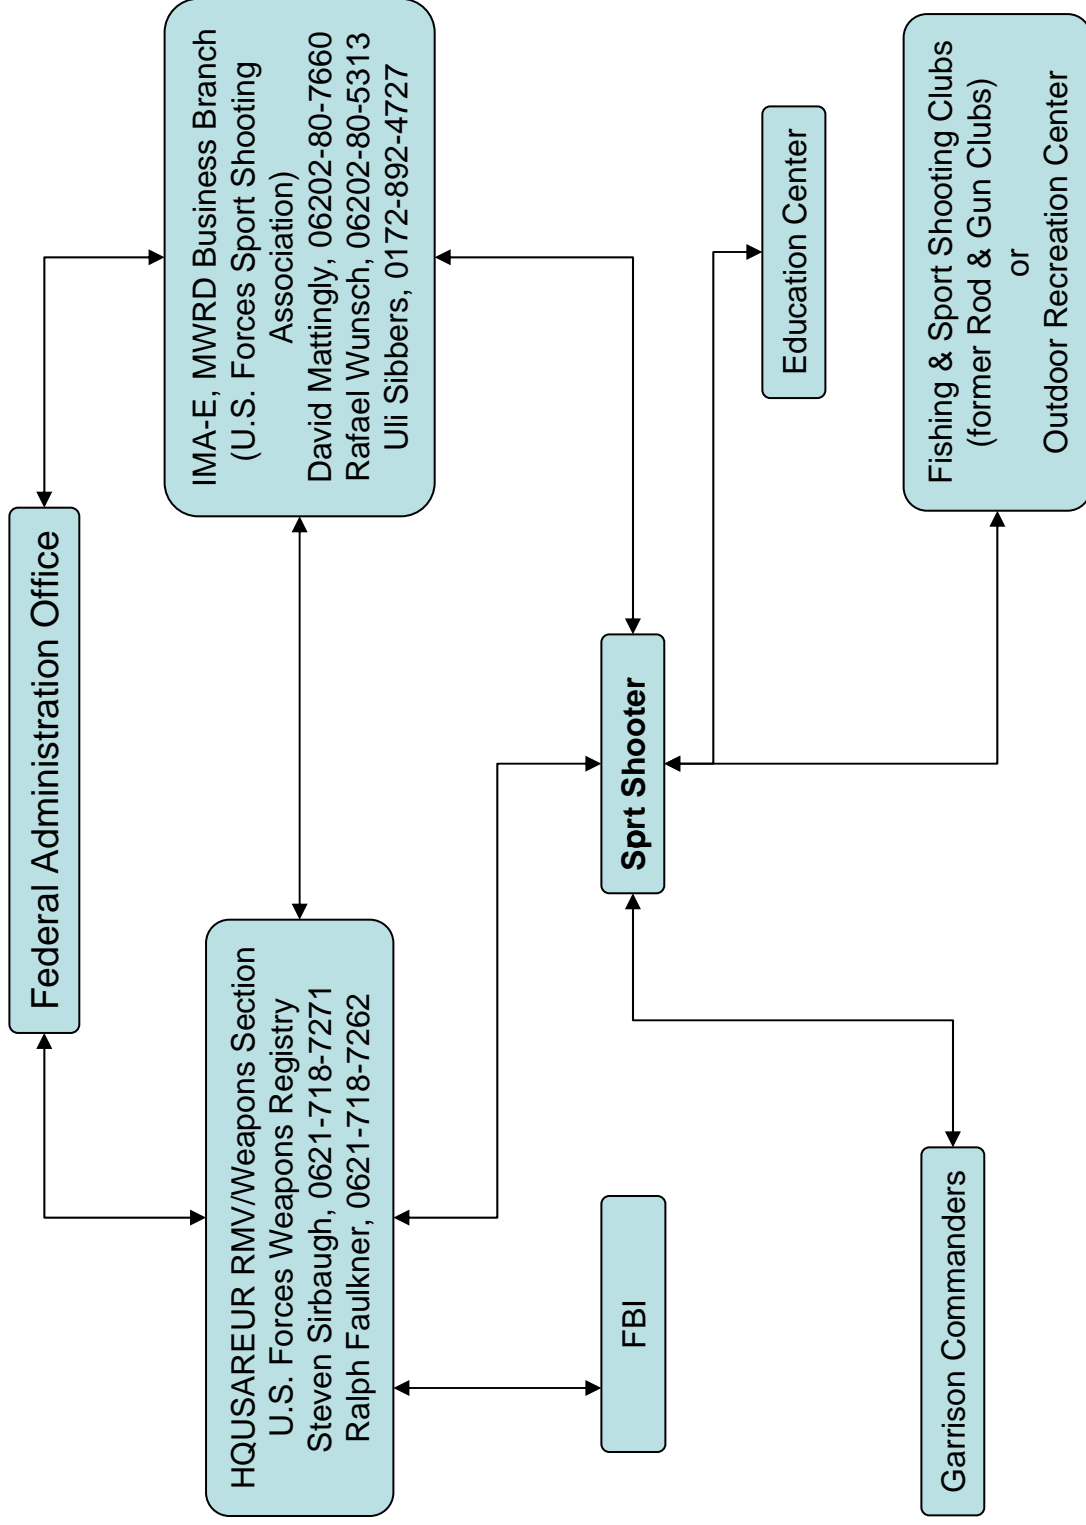 Federal Administration Office
HQUSAREUR RMV/Weapons Section
U.S. Forces Weapons Registry
Steven Sirbaugh, 0621-718-7271
Ralph Faulkner, 0621-718-7262
IMA-E, MWRD Business Branch
(U.S. Forces Sport Shooting
Association)
David Mattingly, 06202-80-7660
Rafael Wunsch, 06202-80-5313
Uli Sibbers, 0172-892-4727
FBI
Sprt Shooter
Education Center
Garrison Commanders
Fishing & Sport Shooting Clubs
(former Rod & Gun Clubs)
or
Outdoor Recreation Center